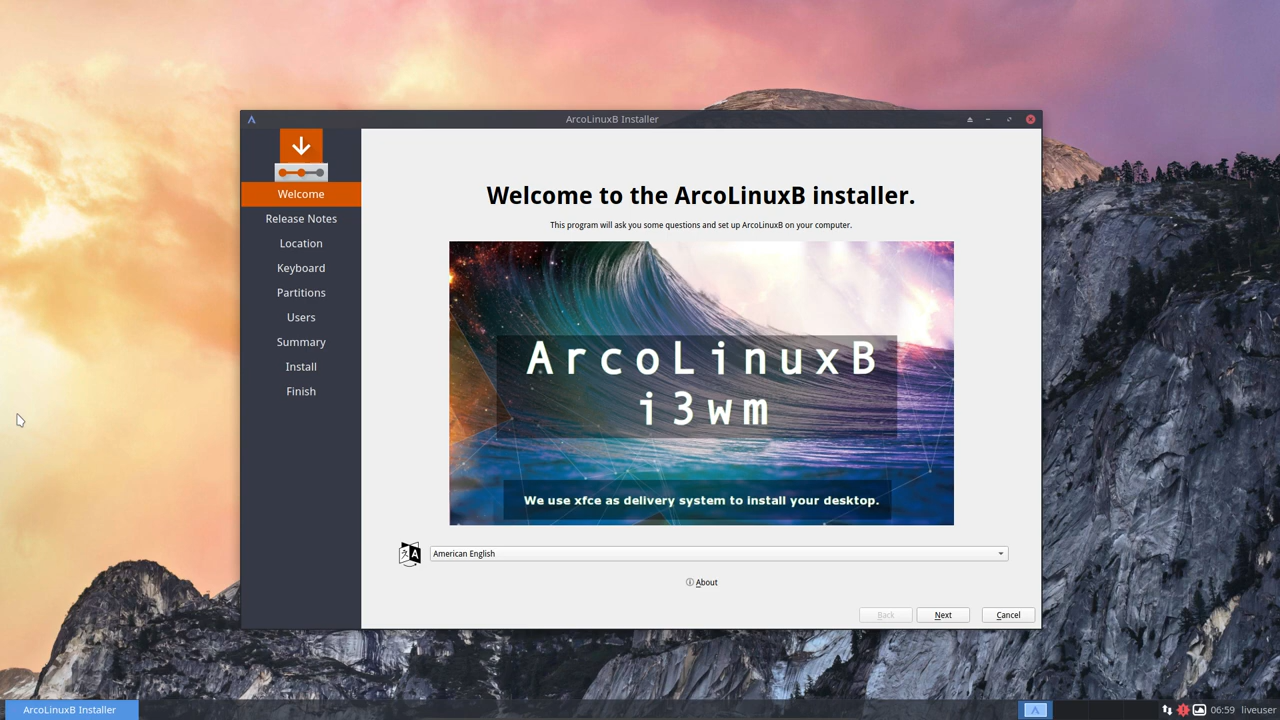 ArcoLinuxB Installer
Welcome
Release Notes
Location
Keyboard
Partitions
Users
Summary
Install
Finish
Welcome to the ArcoLinuxB installer.
This program will ask you some questions and set up ArcoLinuxB on your computer.
ArcoLinuxB
i3wm
We use xfce as delivery system to install your desktop.
文 A
American English
About
Back Next Cancel
ArcoLinuxB Installer 06:59 liveuser